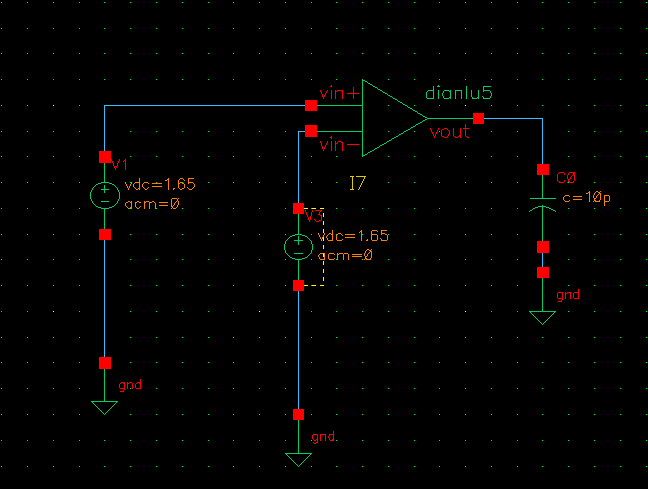 vin+
dianlu5
vout
vin−
V1
vdc=1.65
acm=0
I7
C0
c=10p
V3
vdc=1.65
acm=0
gnd
gnd
gnd